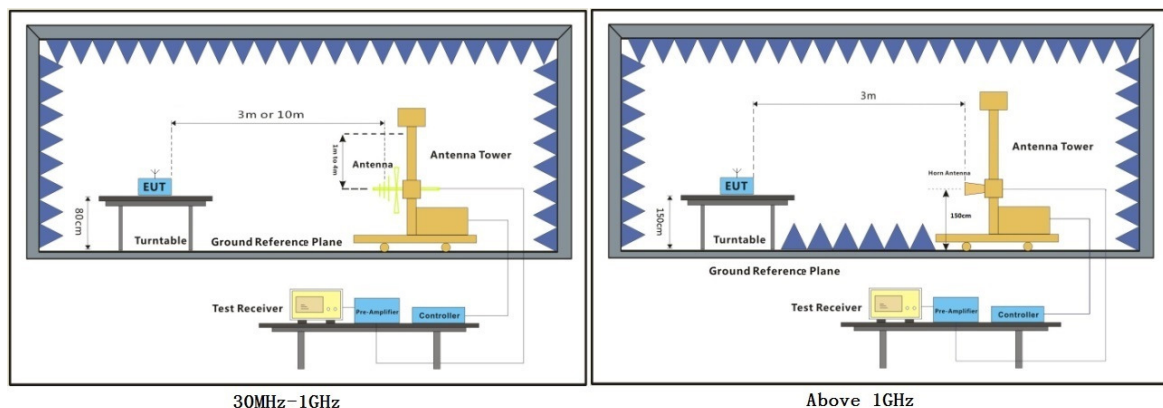 3m or 10m
1m to 4m
Antenna
Antenna Tower
EUT
80cm
Turntable
Ground Reference Plane
Test Receiver
Pre-Amplifier
Controller
30MHz-1GHz
3m
Antenna Tower
Horn Antenna
EUT
150cm
150cm
Turntable
Ground Reference Plane
Test Receiver
Pre-Amplifier
Controller
Above 1GHz